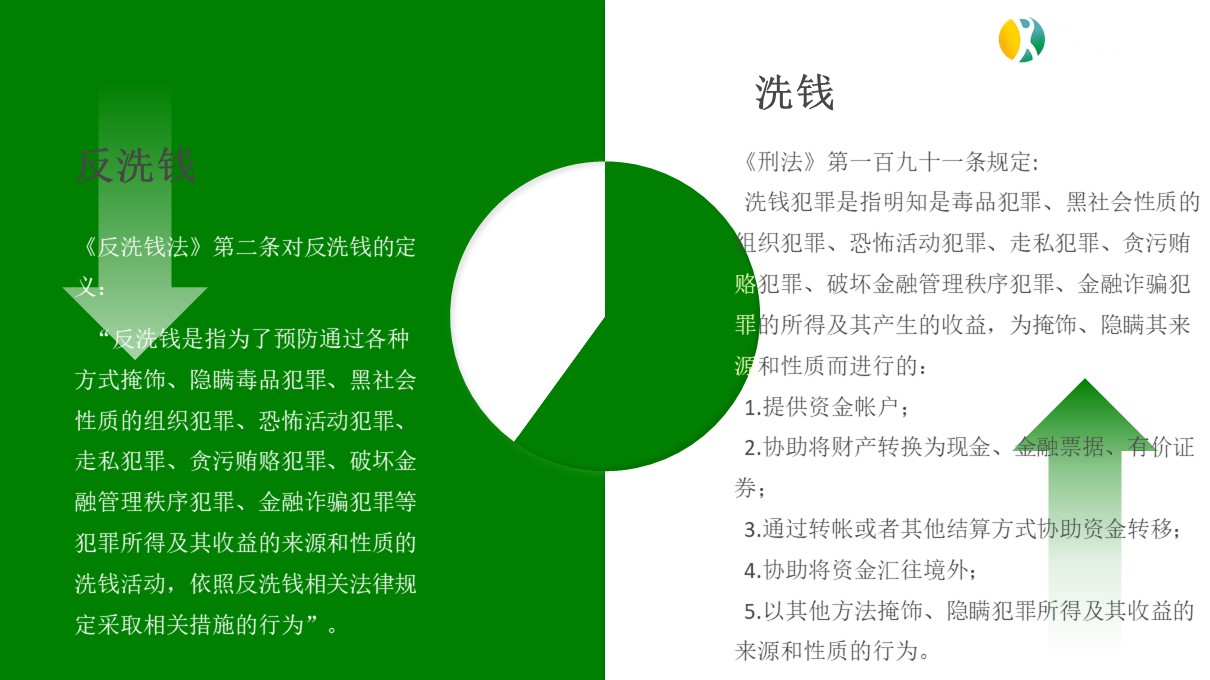 反洗钱
《反洗钱法》第二条对反洗钱的定
义：
“反洗钱是指为了预防通过各种
方式掩饰、隐瞒毒品犯罪、黑社会
性质的组织犯罪、恐怖活动犯罪、
走私犯罪、贪污贿赂犯罪、破坏金
融管理秩序犯罪、金融诈骗犯罪等
犯罪所得及其收益的来源和性质的
洗钱活动，依照反洗钱相关法律规
定采取相关措施的行为”。
洗钱
《刑法》第一百九十一条规定:
洗钱犯罪是指明知是毒品犯罪、黑社会性质的
组织犯罪、恐怖活动犯罪、走私犯罪、贪污贿
赂犯罪、破坏金融管理秩序犯罪、金融诈骗犯
罪的所得及其产生的收益，为掩饰、隐瞒其来
源和性质而进行的：
1.提供资金帐户；
2.协助将财产转换为现金、金融票据、有价证
券；
3.通过转帐或者其他结算方式协助资金转移；
4.协助将资金汇往境外；
5.以其他方法掩饰、隐瞒犯罪所得及其收益的
来源和性质的行为。